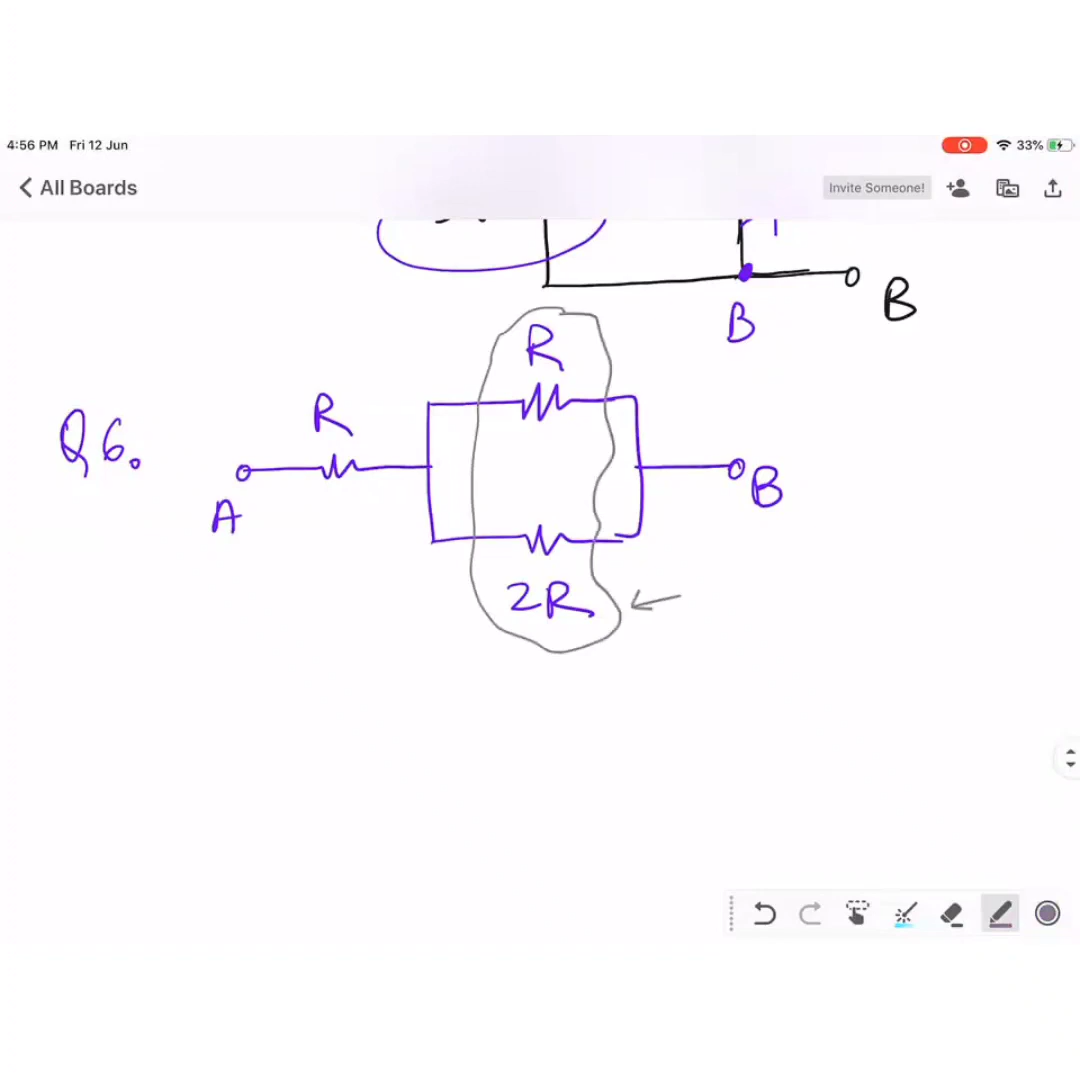 4:56 PM Fri 12 Jun
33%
All Boards
Invite Someone!
B
B
R
R
Q6.
A
B
2R